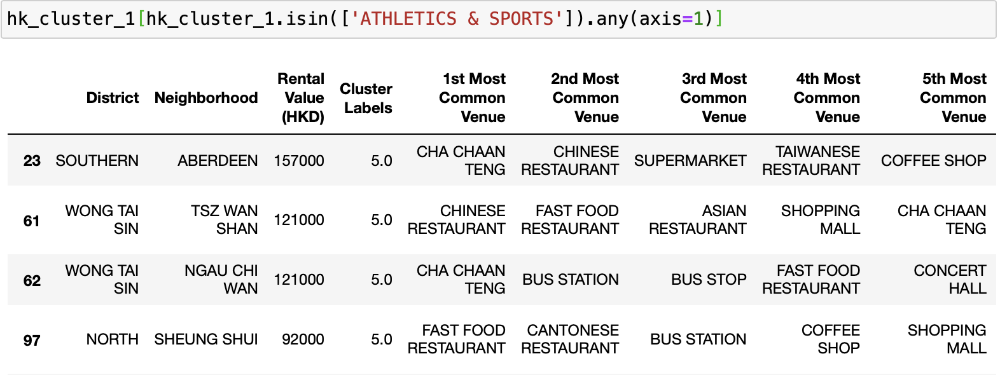 hk_cluster_1[hk_cluster_1.isin(['ATHLETICS & SPORTS']).any(axis=1)]
District Neighborhood Rental Value (HKD) Cluster Labels 1st Most Common Venue 2nd Most Common Venue 3rd Most Common Venue 4th Most Common Venue 5th Most Common Venue
23 SOUTHERN ABERDEEN 157000 5.0 CHA CHAAN TENG CHINESE RESTAURANT SUPERMARKET TAIWANESE RESTAURANT COFFEE SHOP
61 WONG TAI SIN TSZ WAN SHAN 121000 5.0 CHINESE RESTAURANT FAST FOOD RESTAURANT ASIAN RESTAURANT SHOPPING MALL CHA CHAAN TENG
62 WONG TAI SIN NGAU CHI WAN 121000 5.0 CHA CHAAN TENG BUS STATION BUS STOP FAST FOOD RESTAURANT CONCERT HALL
97 NORTH SHEUNG SHUI 92000 5.0 FAST FOOD RESTAURANT CANTONESE RESTAURANT BUS STATION COFFEE SHOP SHOPPING MALL